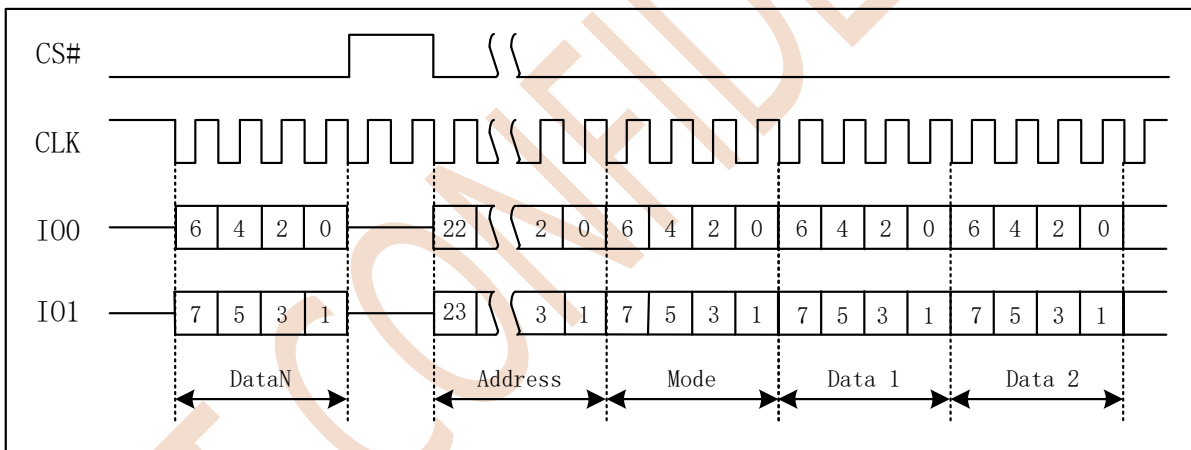 CS#
CLK
IO0 6 4 2 0 22 2 0 6 4 2 0 6 4 2 0 6 4 2 0
IO1 7 5 3 1 23 3 1 7 5 3 1 7 5 3 1 7 5 3 1
DataN Address Mode Data 1 Data 2